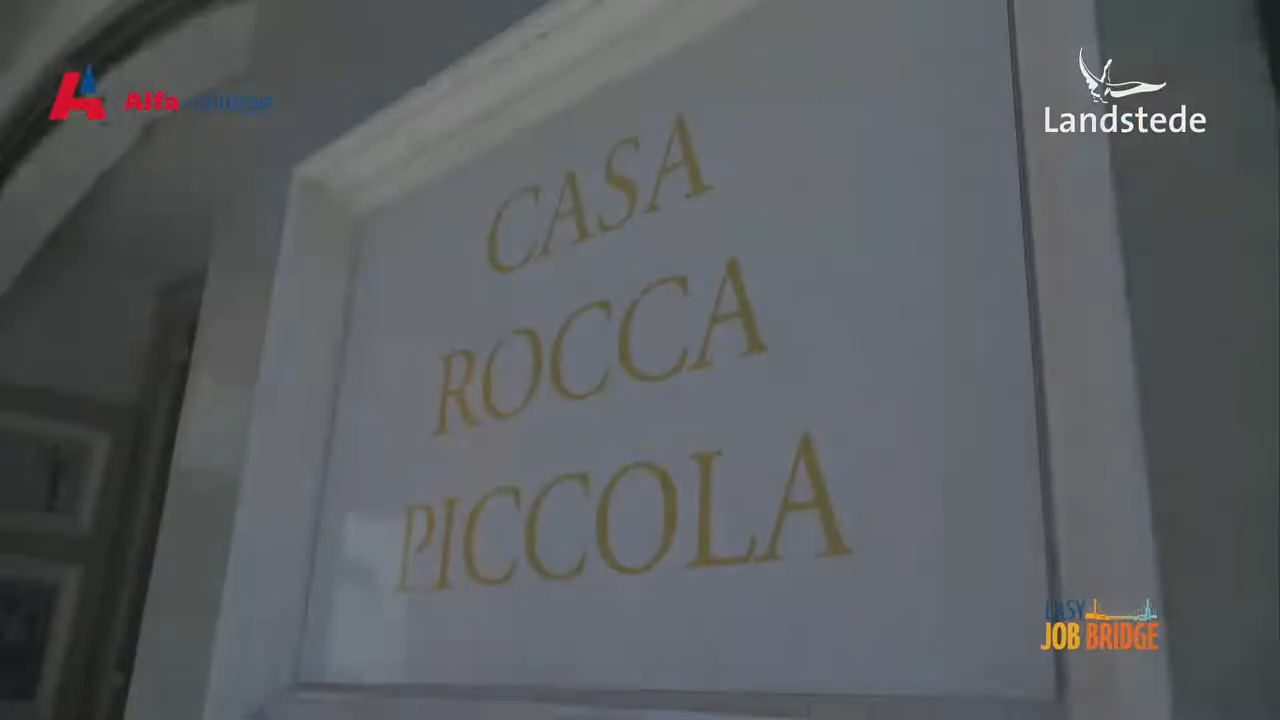 Alfa-college
Landstede
CASA
ROCCA
PICCOLA
EASY
JOB BRIDGE